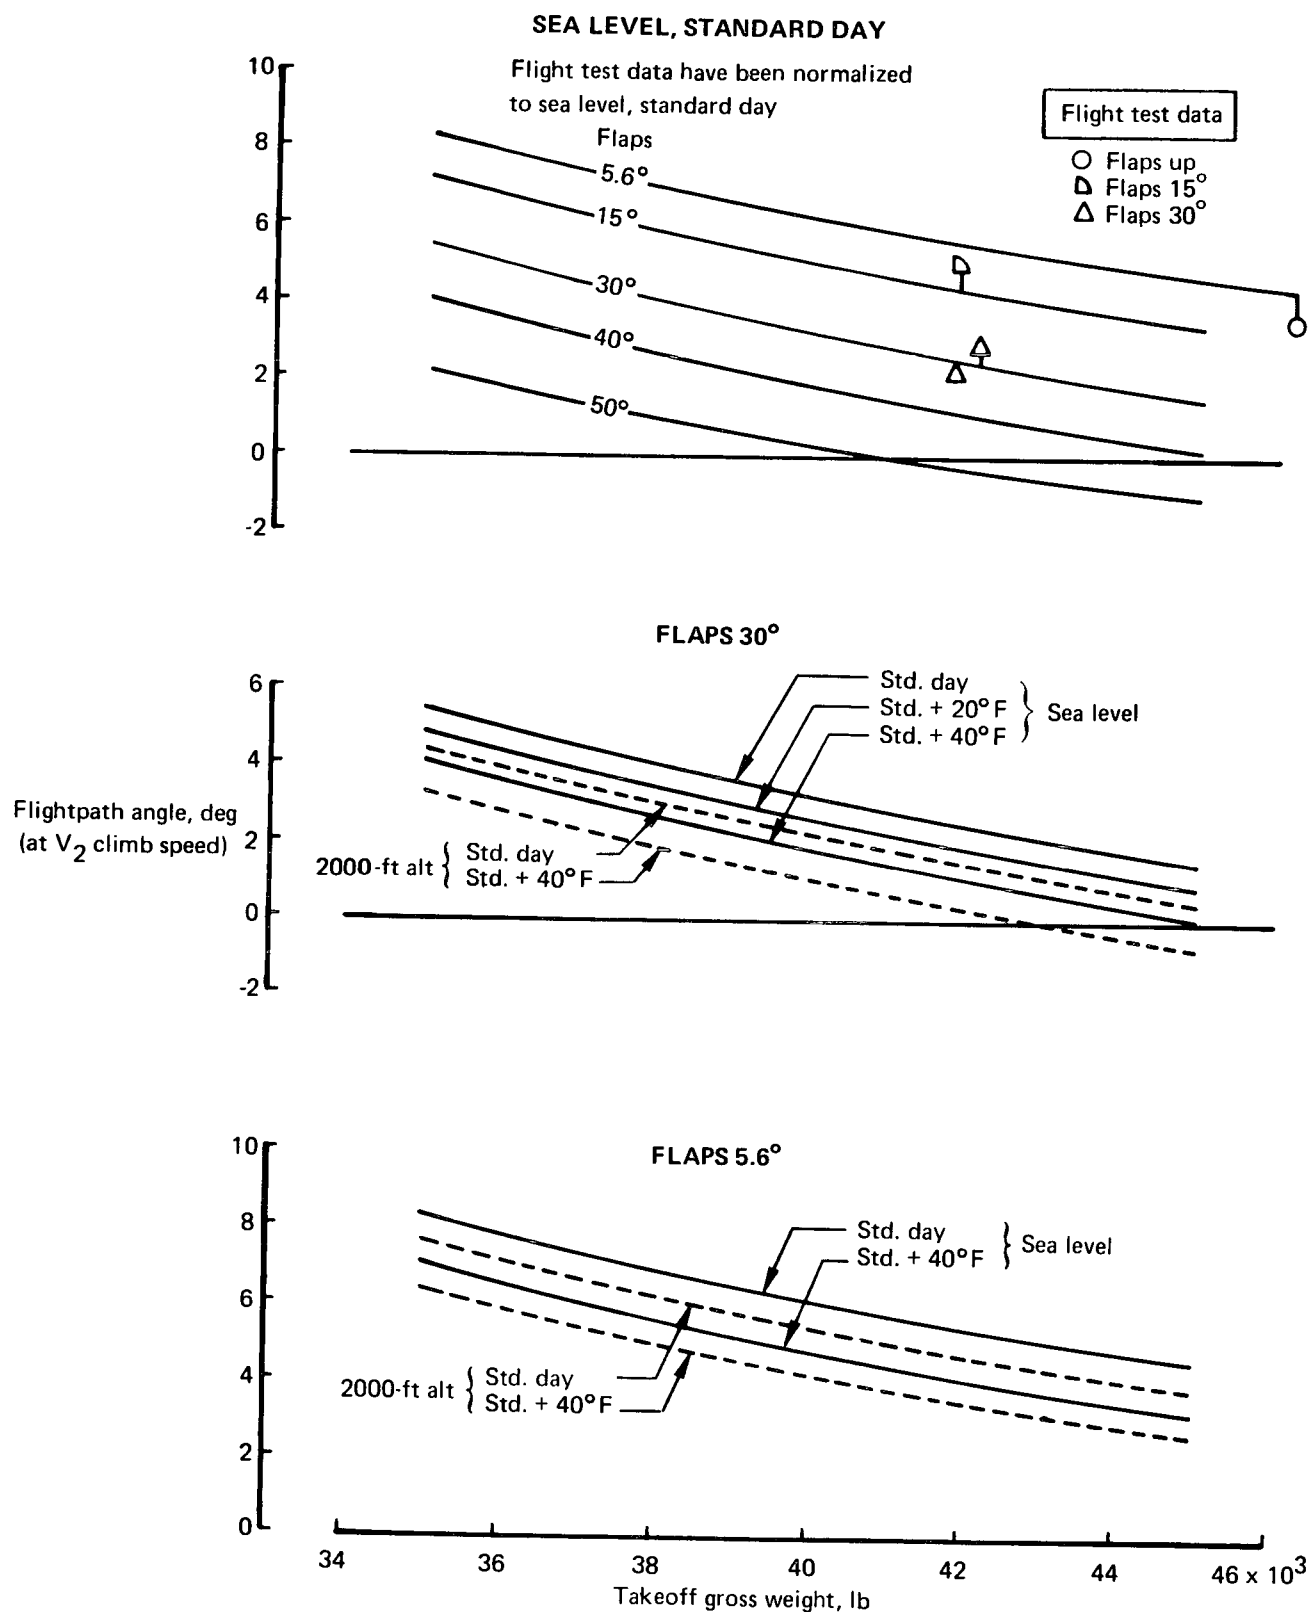 SEA LEVEL, STANDARD DAY
Flight test data have been normalized
to sea level, standard day
Flight test data
Flaps up
Flaps 15°
Flaps 30°
Flaps
5.6°
15°
30°
40°
50°
10
8
6
4
2
0
-2
FLAPS 30°
6
4
2
0
-2
Std. day
Std. + 20°F
Std. + 40°F
Sea level
Flightpath angle, deg
(at V2 climb speed)
2000-ft alt
Std. day
Std. + 40°F
FLAPS 5.6°
10
8
6
4
2
0
Std. day
Std. + 40°F
Sea level
2000-ft alt
Std. day
Std. + 40°F
34 36 38 40 42 44 46 x 10³
Takeoff gross weight, lb